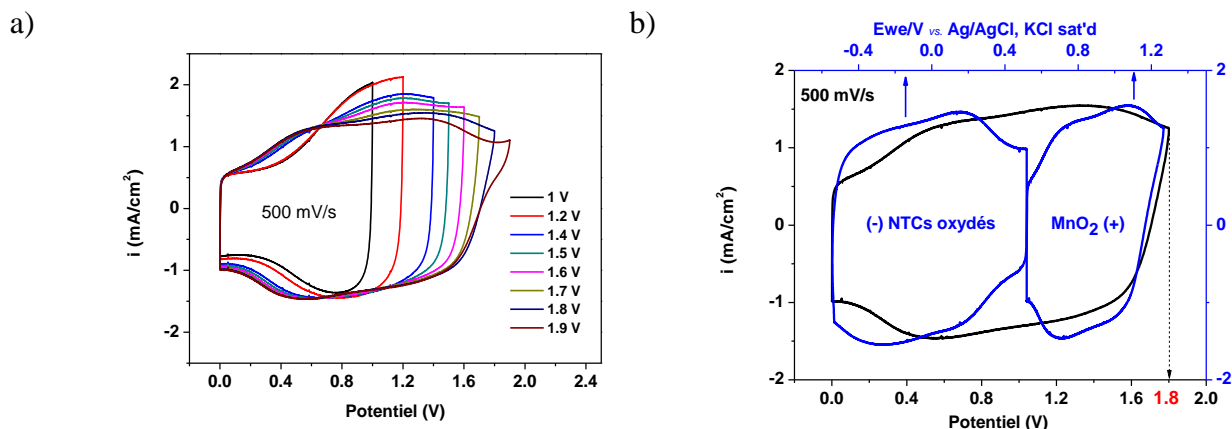 a)
2
1
0
-1
-2
i (mA/cm²)
500 mV/s
1 V
1.2 V
1.4 V
1.5 V
1.6 V
1.7 V
1.8 V
1.9 V
0.0 0.4 0.8 1.2 1.6 2.0 2.4
Potentiel (V)
b)
Ewe/V vs. Ag/AgCl, KCl sat'd
-0.4 0.0 0.4 0.8 1.2
2
1
0
-1
-2
i (mA/cm²)
500 mV/s
(-) NTCs oxydés
MnO₂ (+)
2
0
-2
0.0 0.4 0.8 1.2 1.6 1.8 2.0
Potentiel (V)